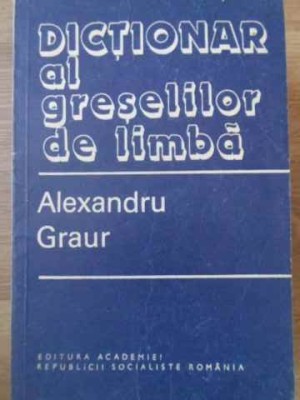 DICȚIONAR
al
greșelilor
de limbă
Alexandru
Graur
EDITURA ACADEMIEI
REPUBLICII SOCIALISTE ROMÂNIA